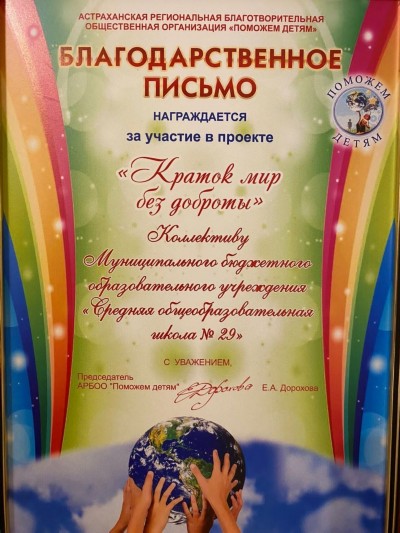 АСТРАХАНСКАЯ РЕГИОНАЛЬНАЯ БЛАГОТВОРИТЕЛЬНАЯ
ОБЩЕСТВЕННАЯ ОРГАНИЗАЦИЯ «ПОМОЖЕМ ДЕТЯМ»
БЛАГОДАРСТВЕННОЕ
ПИСЬМО
ПОМОЖЕМ
ДЕТЯМ
НАГРАЖДАЕТСЯ
за участие в проекте
«Краток мир
без доброты»
Коллективу
Муниципального бюджетного
образовательного учреждения
«Средняя общеобразовательная
школа № 29»
С УВАЖЕНИЕМ,
Председатель
АРБОО "Поможем детям" ЕДорохова Е.А. Дорохова